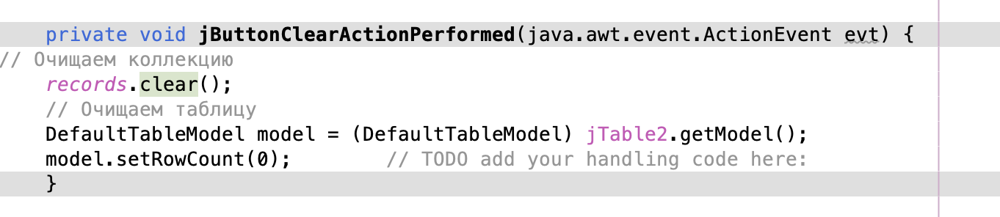 private void jButtonClearActionPerformed(java.awt.event.ActionEvent evt) {
// Очищаем коллекцию
records.clear();
// Очищаем таблицу
DefaultTableModel model = (DefaultTableModel) jTable2.getModel();
model.setRowCount(0);        // TODO add your handling code here:
}